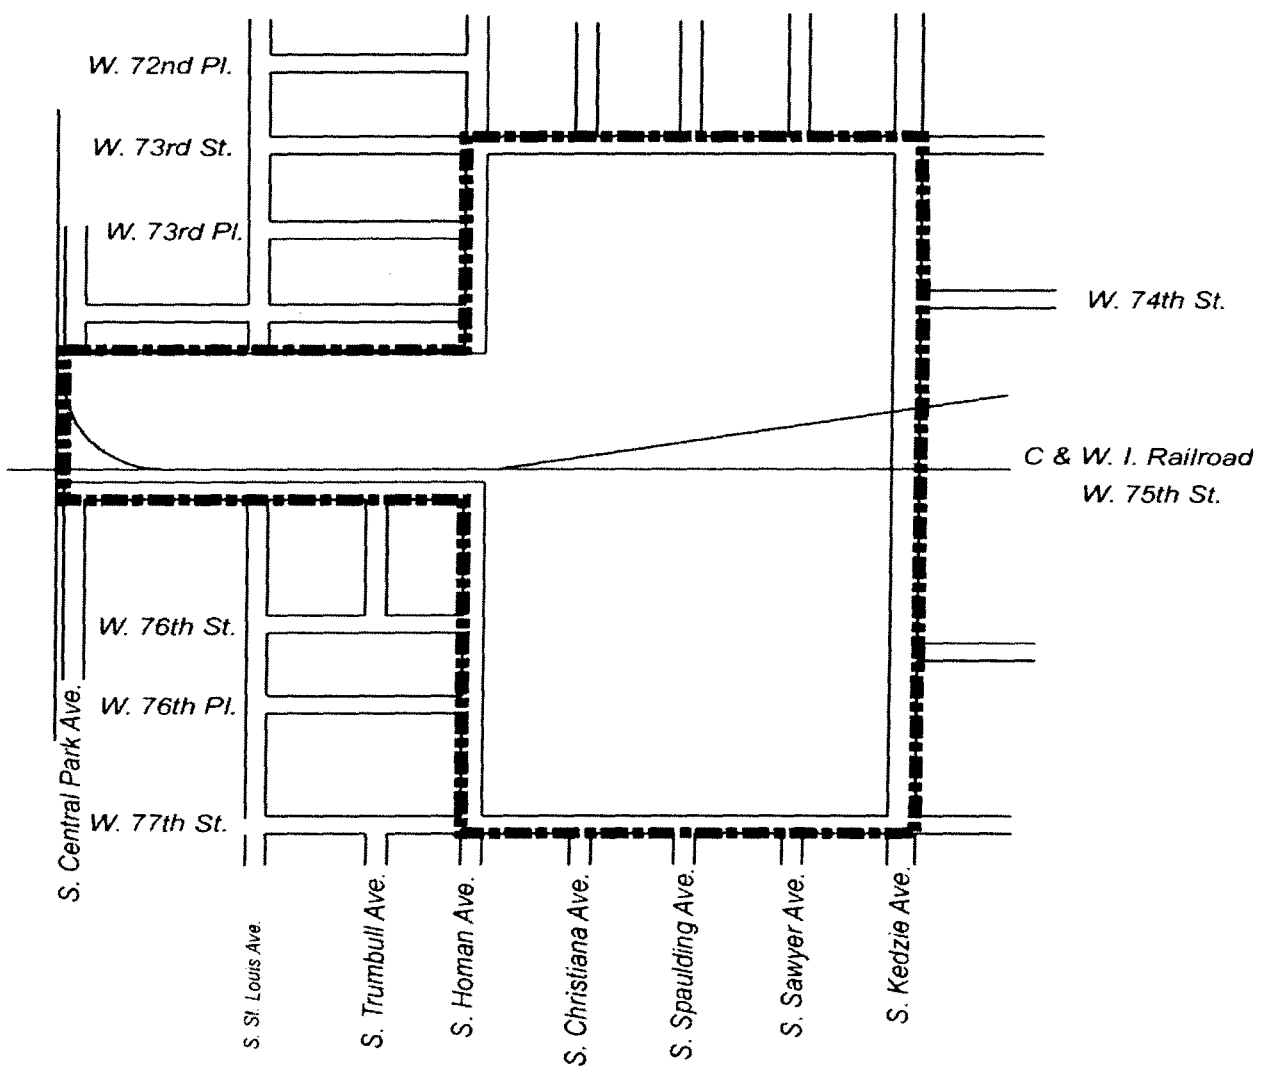 W. 72nd Pl.
W. 73rd St.
W. 73rd Pl.
W. 74th St.
C & W. I. Railroad
W. 75th St.
W. 76th St.
W. 76th Pl.
W. 77th St.
S. Central Park Ave.
S. St. Louis Ave.
S. Trumbull Ave.
S. Homan Ave.
S. Christiana Ave.
S. Spaulding Ave.
S. Sawyer Ave.
S. Kedzie Ave.